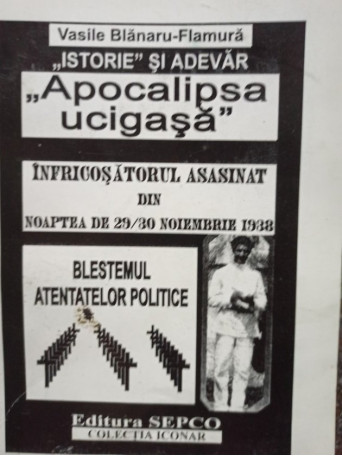 Vasile Blănaru-Flamură
„ISTORIE" ŞI ADEVĂR
„Apocalipsa
ucigaşă"
ÎNFRICOŞĂTORUL ASASINAT
DIN
NOAPTEA DE 29/30 NOIEMBRIE 1938
BLESTEMUL
ATENTATELOR POLITICE
Editura SEPCO
COLECŢIA ICONAR